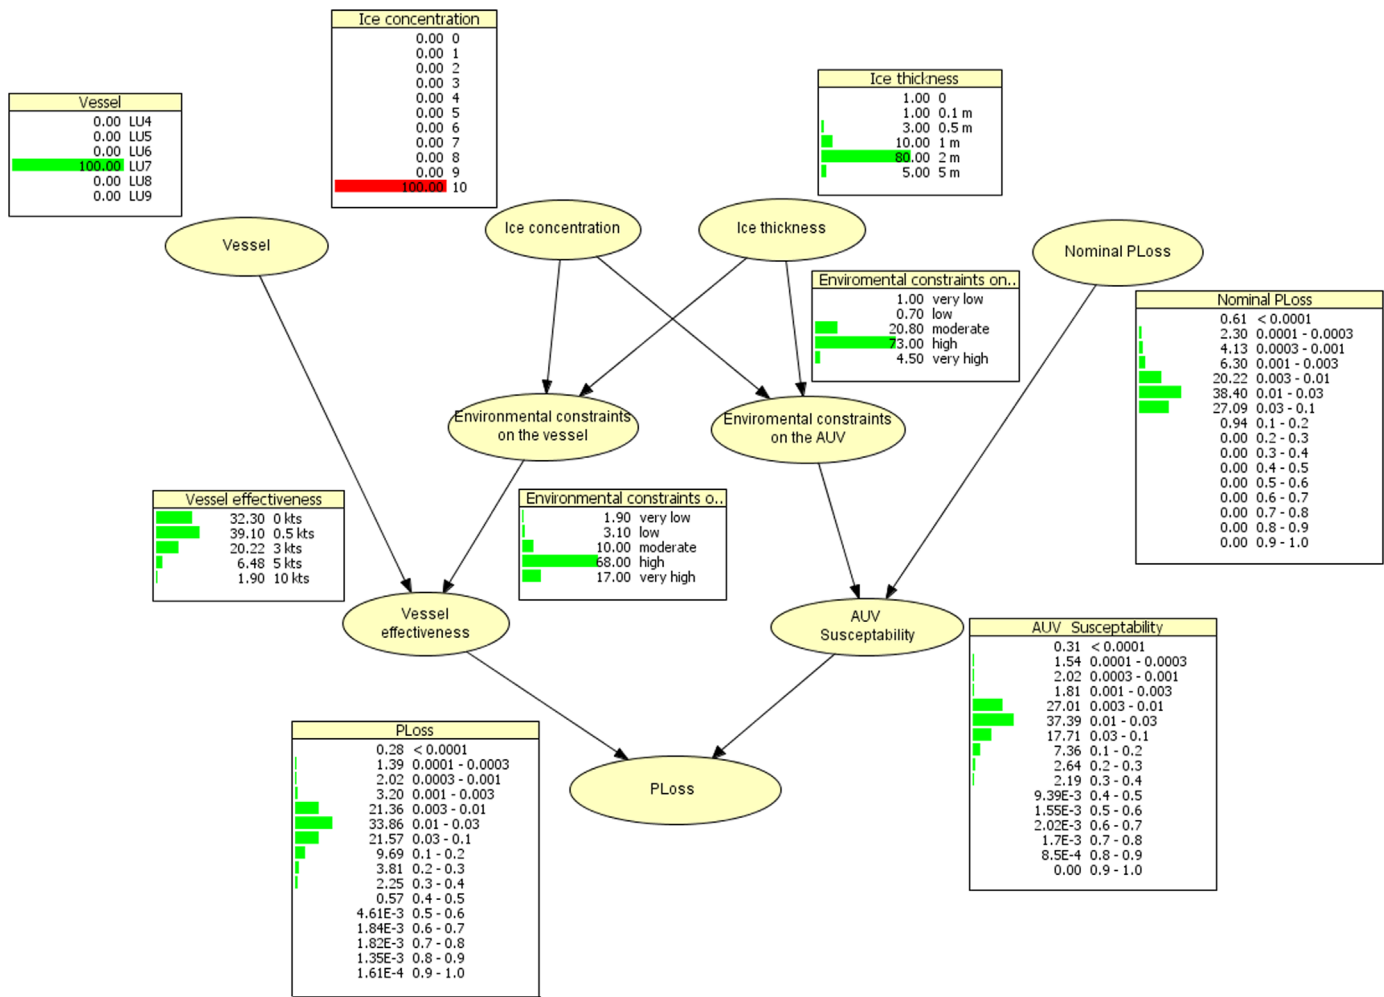 Ice concentration
0.00 0
0.00 1
0.00 2
0.00 3
0.00 4
0.00 5
0.00 6
0.00 7
0.00 8
0.00 9
100.00 10
Vessel
0.00 LU4
0.00 LU5
0.00 LU6
100.00 LU7
0.00 LU8
0.00 LU9
Ice thickness
1.00 0
1.00 0.1 m
3.00 0.5 m
10.00 1 m
80.00 2 m
5.00 5 m
Vessel
Ice concentration
Ice thickness
Nominal PLoss
Enviromental constraints on..
1.00 very low
0.70 low
20.80 moderate
73.00 high
4.50 very high
Nominal PLoss
0.61 < 0.0001
2.30 0.0001 - 0.0003
4.13 0.0003 - 0.001
6.30 0.001 - 0.003
20.22 0.003 - 0.01
38.40 0.01 - 0.03
27.09 0.03 - 0.1
0.94 0.1 - 0.2
0.00 0.2 - 0.3
0.00 0.3 - 0.4
0.00 0.4 - 0.5
0.00 0.5 - 0.6
0.00 0.6 - 0.7
0.00 0.7 - 0.8
0.00 0.8 - 0.9
0.00 0.9 - 1.0
Environmental constraints
on the vessel
Enviromental constraints
on the AUV
Vessel effectiveness
32.30 0 kts
39.10 0.5 kts
20.22 3 kts
6.48 5 kts
1.90 10 kts
Environmental constraints o..
1.90 very low
3.10 low
10.00 moderate
68.00 high
17.00 very high
Vessel
effectiveness
AUV
Susceptability
AUV Susceptability
0.31 < 0.0001
1.54 0.0001 - 0.0003
2.02 0.0003 - 0.001
1.81 0.001 - 0.003
27.01 0.003 - 0.01
37.39 0.01 - 0.03
17.71 0.03 - 0.1
7.36 0.1 - 0.2
2.64 0.2 - 0.3
2.19 0.3 - 0.4
9.39E-3 0.4 - 0.5
1.55E-3 0.5 - 0.6
2.02E-3 0.6 - 0.7
1.7E-3 0.7 - 0.8
8.5E-4 0.8 - 0.9
0.00 0.9 - 1.0
PLoss
0.28 < 0.0001
1.39 0.0001 - 0.0003
2.02 0.0003 - 0.001
3.20 0.001 - 0.003
21.36 0.003 - 0.01
33.86 0.01 - 0.03
21.57 0.03 - 0.1
9.69 0.1 - 0.2
3.81 0.2 - 0.3
2.25 0.3 - 0.4
0.57 0.4 - 0.5
4.61E-3 0.5 - 0.6
1.84E-3 0.6 - 0.7
1.82E-3 0.7 - 0.8
1.35E-3 0.8 - 0.9
1.61E-4 0.9 - 1.0
PLoss